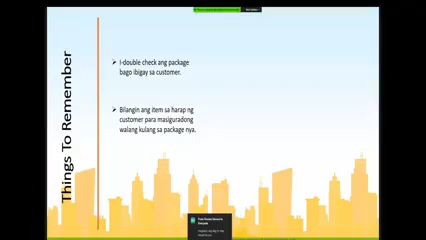 Things To Remember
➢ I-double check ang package
bago ibigay sa customer.
➢ Bilangin ang item sa harap ng
customer para masiguradong
walang kulang sa package nya.